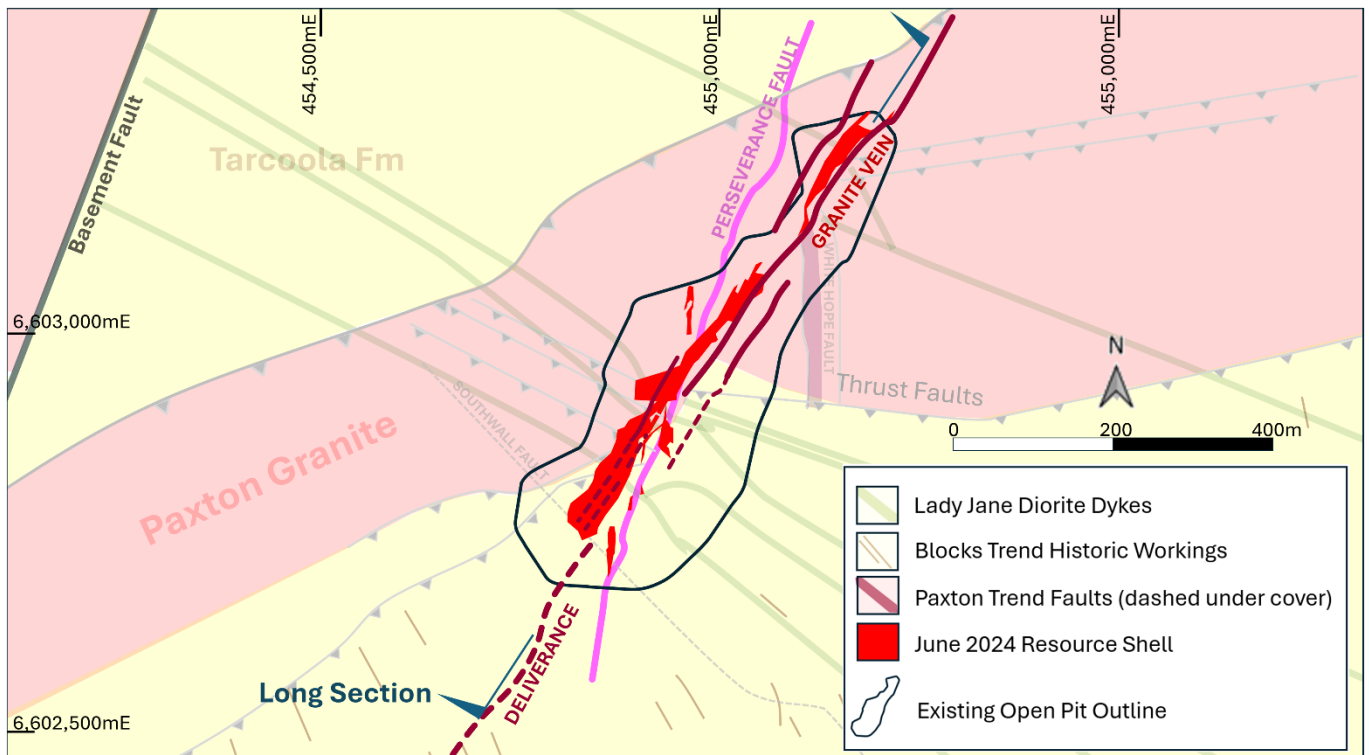 454,500mE
455,000mE
455,000mE
Basement Fault
Tarcoola Fm
PERSEVERANCE FAULT
GRANITE VEIN
WHITE HOPE FAULT
6,603,000mE
Thrust Faults
N
0 200 400m
SOUTHWALL FAULT
Paxton Granite
DELIVERANCE
Long Section
6,602,500mE
Lady Jane Diorite Dykes
Blocks Trend Historic Workings
Paxton Trend Faults (dashed under cover)
June 2024 Resource Shell
Existing Open Pit Outline